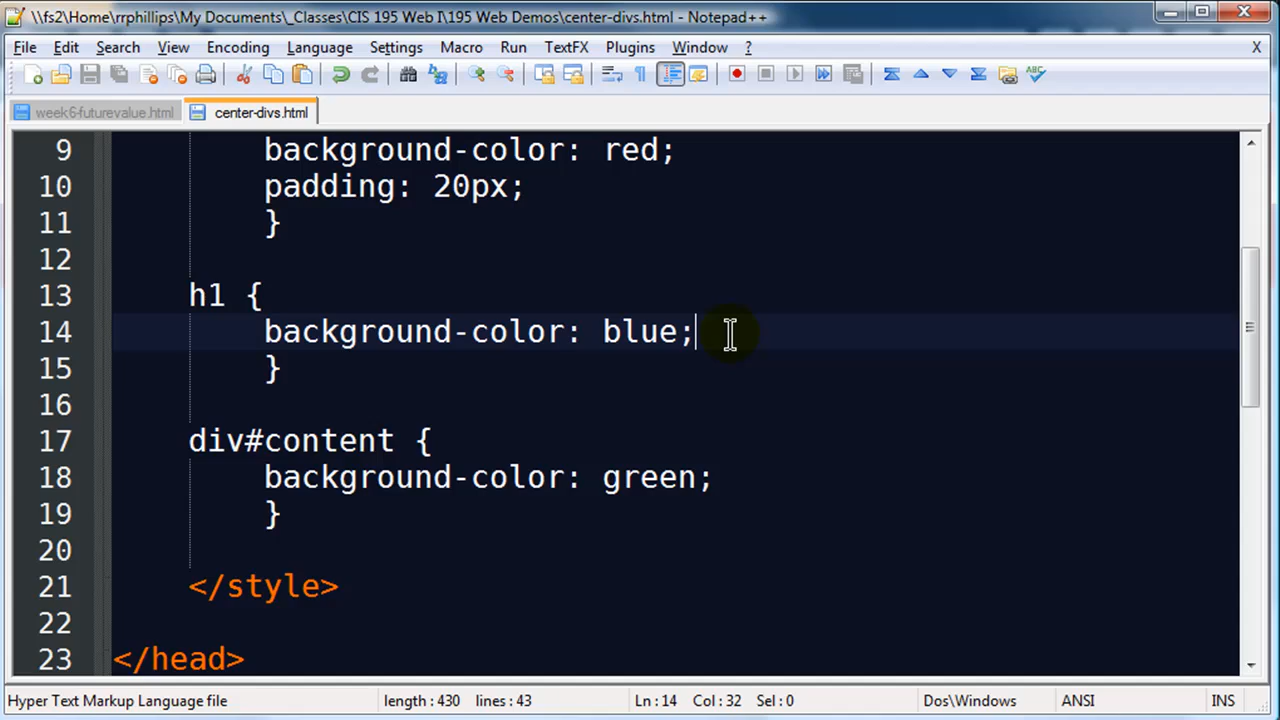 \\fs2\Home\rrphillips\My Documents\_Classes\CIS 195 Web I\195 Web Demos\center-divs.html - Notepad++
File Edit Search View Encoding Language Settings Macro Run TextFX Plugins Window ? X
week6-futurevalue.html center-divs.html
9 background-color: red;
10 padding: 20px;
11 }
12
13 h1 {
14 background-color: blue;
15 }
16
17 div#content {
18 background-color: green;
19 }
20
21 </style>
22
23 </head>
Hyper Text Markup Language file length : 430 lines : 43 Ln : 14 Col : 32 Sel : 0 Dos\Windows ANSI INS